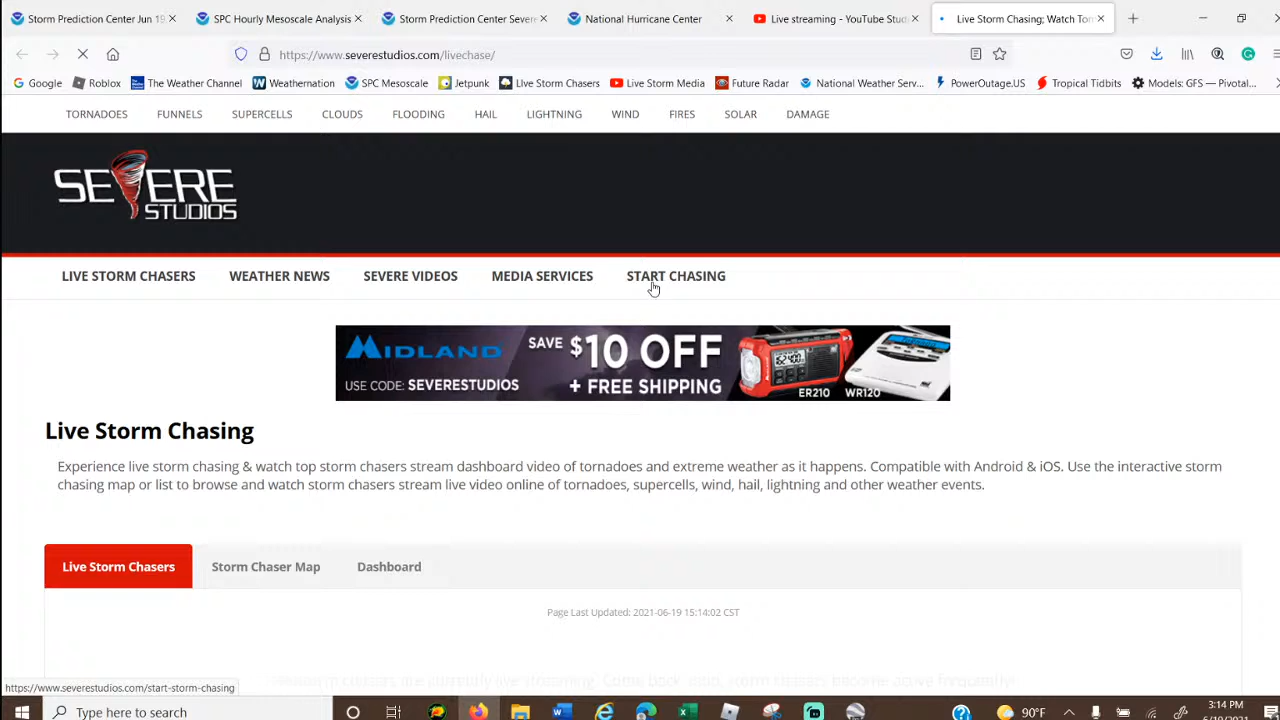 Storm Prediction Center Jun 19
SPC Hourly Mesoscale Analysis
Storm Prediction Center Sever
National Hurricane Center
Live streaming - YouTube Stud
Live Storm Chasing; Watch Torn
https://www.severestudios.com/livechase/
Google
Roblox
The Weather Channel
Weathernation
SPC Mesoscale
Jetpunk
Live Storm Chasers
Live Storm Media
Future Radar
National Weather Serv...
PowerOutage.US
Tropical Tidbits
Models: GFS — Pivotal...
TORNADOES FUNNELS SUPERCELLS CLOUDS FLOODING HAIL LIGHTNING WIND FIRES SOLAR DAMAGE
SEVERE
STUDIOS
LIVE STORM CHASERS WEATHER NEWS SEVERE VIDEOS MEDIA SERVICES START CHASING
MIDLAND SAVE $10 OFF
USE CODE: SEVERESTUDIOS + FREE SHIPPING
ER210 WR120
Live Storm Chasing
Experience live storm chasing & watch top storm chasers stream dashboard video of tornadoes and extreme weather as it happens. Compatible with Android & iOS. Use the interactive storm
chasing map or list to browse and watch storm chasers stream live video online of tornadoes, supercells, wind, hail, lightning and other weather events.
Live Storm Chasers Storm Chaser Map Dashboard
Page Last Updated: 2021-06-19 15:14:02 CST
https://www.severestudios.com/start-storm-chasing
Type here to search
90°F
3:14 PM